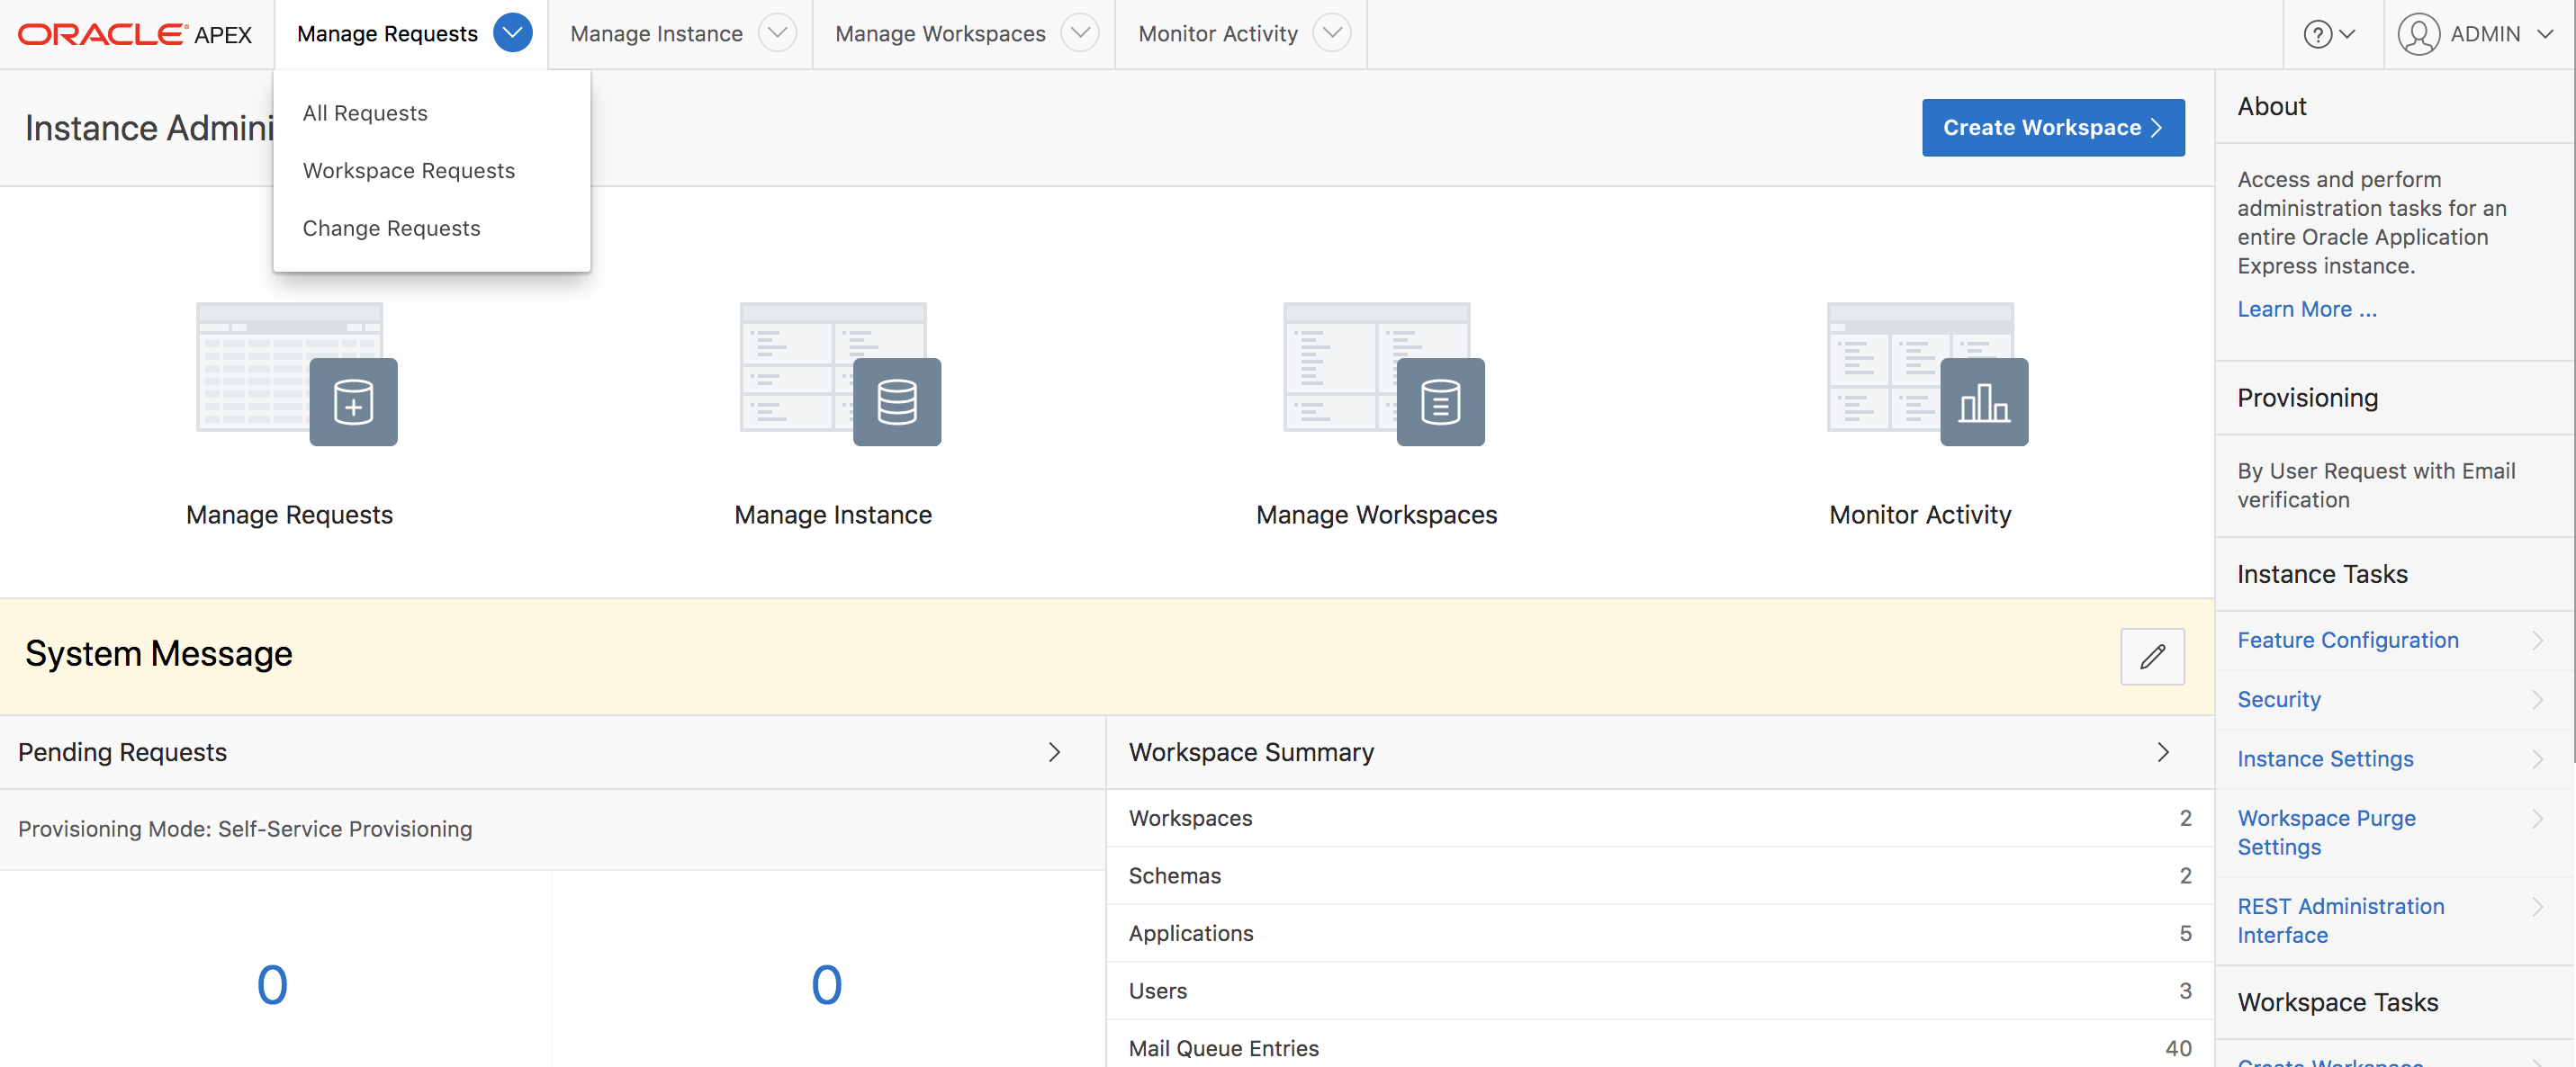 ORACLE APEX
Manage Requests
Manage Instance
Manage Workspaces
Monitor Activity
?
ADMIN
All Requests
Workspace Requests
Change Requests
Instance Admini
Create Workspace
Manage Requests
Manage Instance
Manage Workspaces
Monitor Activity
System Message
Pending Requests
Provisioning Mode: Self-Service Provisioning
0
0
Workspace Summary
Workspaces 2
Schemas 2
Applications 5
Users 3
Mail Queue Entries 40
About
Access and perform
administration tasks for an
entire Oracle Application
Express instance.
Learn More ...
Provisioning
By User Request with Email
verification
Instance Tasks
Feature Configuration
Security
Instance Settings
Workspace Purge
Settings
REST Administration
Interface
Workspace Tasks
Create Workspace